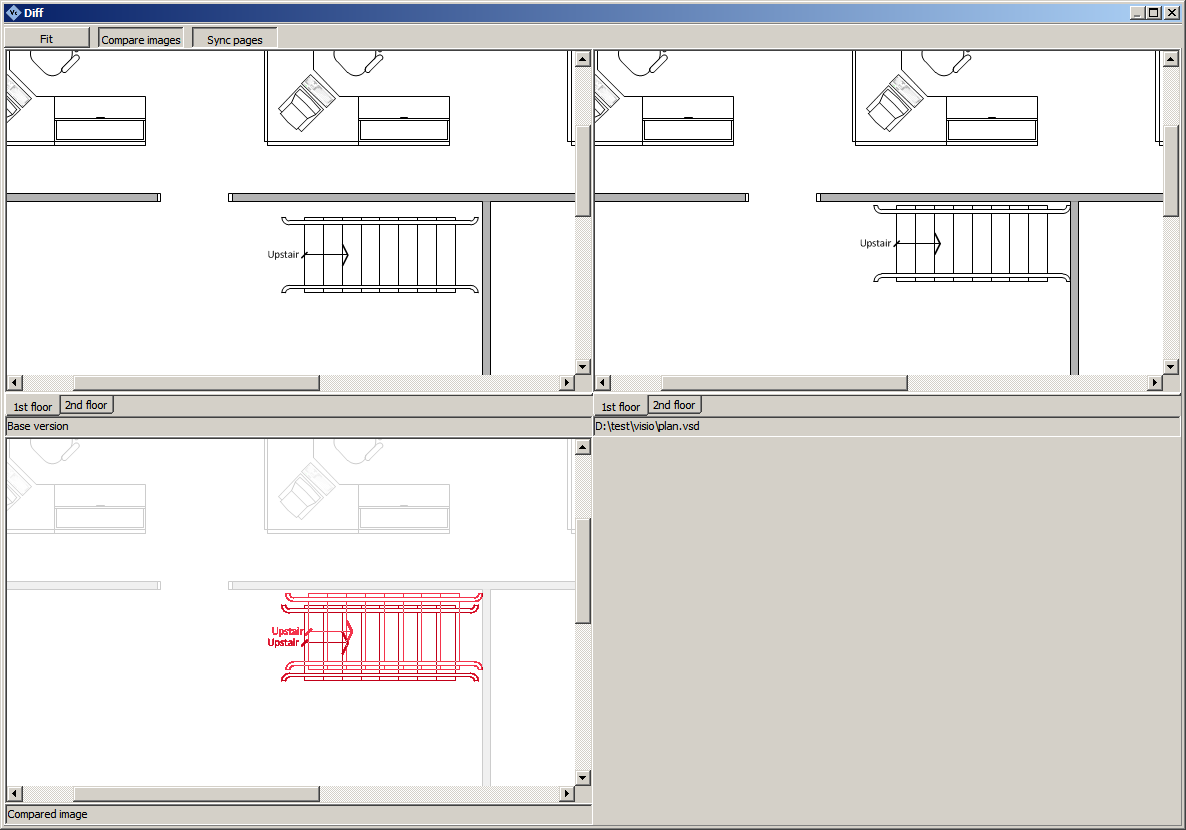 Diff
Fit
Compare images
Sync pages
Upstair
Upstair
1st floor
2nd floor
1st floor
2nd floor
Base version
D:\test\visio\plan.vsd
Upstair
Upstair
Compared image